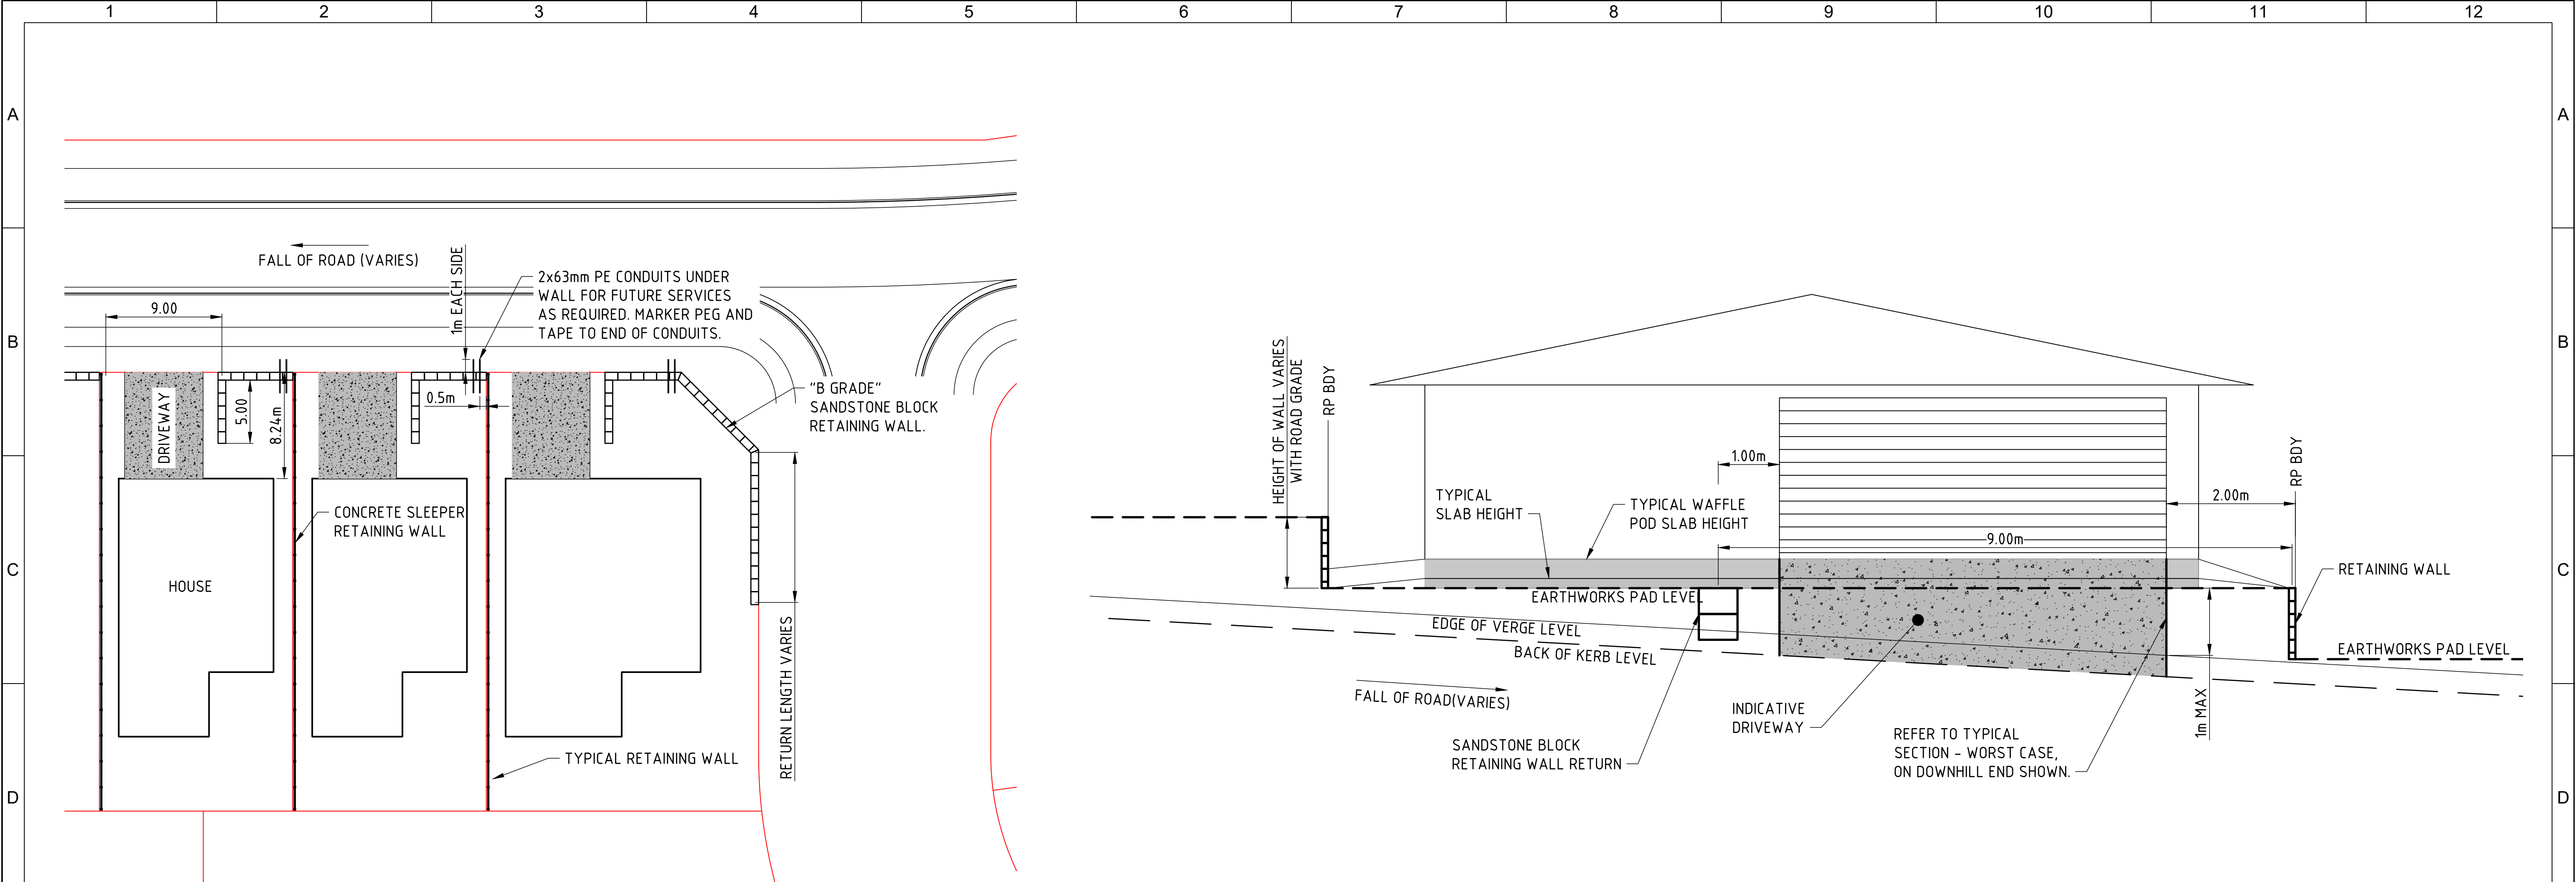 1 2 3 4 5 6 7 8 9 10 11 12
A
A
B
B
C
C
D
D
FALL OF ROAD (VARIES)
9.00
1m EACH SIDE
2x63mm PE CONDUITS UNDER
WALL FOR FUTURE SERVICES
AS REQUIRED. MARKER PEG AND
TAPE TO END OF CONDUITS.
DRIVEWAY
5.00
8.24m
0.5m
"B GRADE"
SANDSTONE BLOCK
RETAINING WALL.
CONCRETE SLEEPER
RETAINING WALL
HOUSE
TYPICAL RETAINING WALL
RETURN LENGTH VARIES
HEIGHT OF WALL VARIES
WITH ROAD GRADE
RP BDY
TYPICAL
SLAB HEIGHT
TYPICAL WAFFLE
POD SLAB HEIGHT
1.00m
9.00m
2.00m
RP BDY
RETAINING WALL
EARTHWORKS PAD LEVEL
EARTHWORKS PAD LEVEL
EDGE OF VERGE LEVEL
BACK OF KERB LEVEL
FALL OF ROAD(VARIES)
SANDSTONE BLOCK
RETAINING WALL RETURN
INDICATIVE
DRIVEWAY
REFER TO TYPICAL
SECTION - WORST CASE,
ON DOWNHILL END SHOWN.
1m MAX